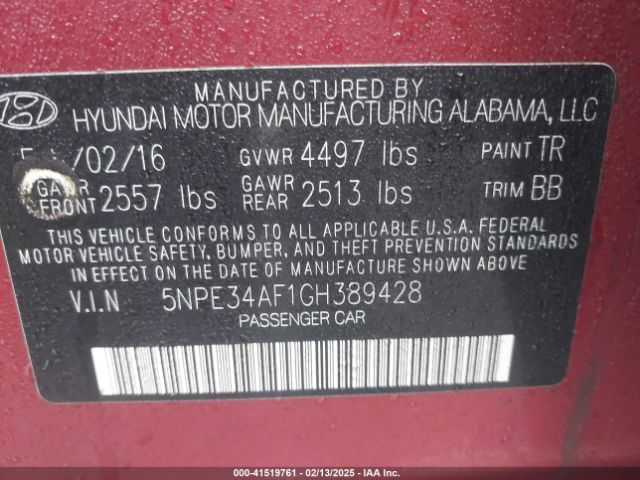 MANUFACTURED BY
HYUNDAI MOTOR MANUFACTURING ALABAMA, LLC
/02/16 GVWR 4497 lbs PAINT TR
GAWR FRONT 2557 lbs GAWR REAR 2513 lbs TRIM BB
THIS VEHICLE CONFORMS TO ALL APPLICABLE U.S.A. FEDERAL
MOTOR VEHICLE SAFETY, BUMPER, AND THEFT PREVENTION STANDARDS
IN EFFECT ON THE DATE OF MANUFACTURE SHOWN ABOVE.
V.I.N 5NPE34AF1GH389428
PASSENGER CAR
000-41519761 | 02/13/2025 | IAA, Inc.